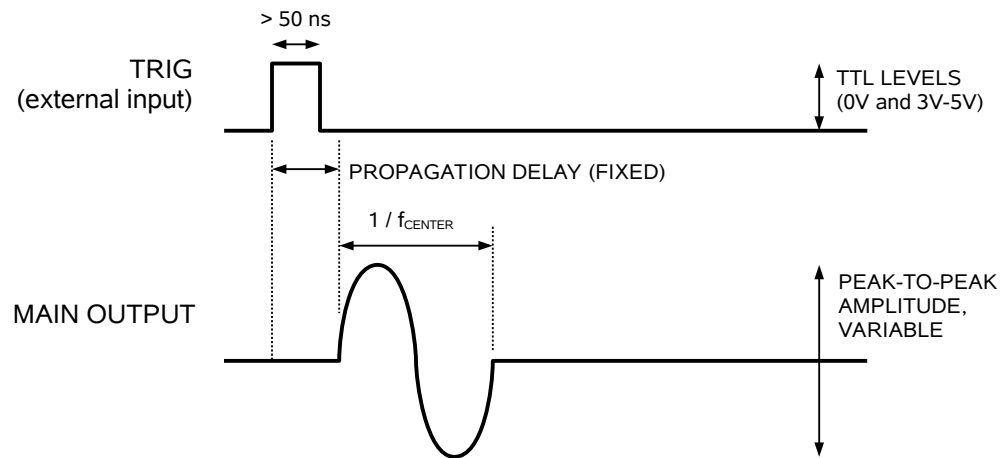 > 50 ns
TRIG
(external input)
TTL LEVELS
(0V and 3V-5V)
PROPAGATION DELAY (FIXED)
1 / fCENTER
MAIN OUTPUT
PEAK-TO-PEAK
AMPLITUDE,
VARIABLE